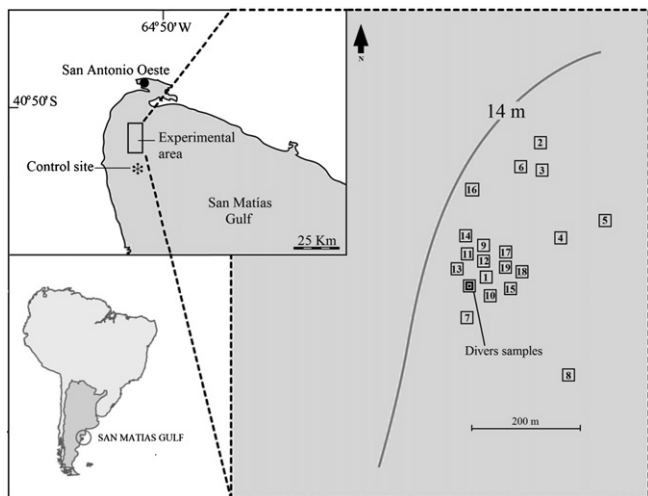 64°50'W
San Antonio Oeste
40°50'S
Experimental
area
Control site
San Matías
Gulf
25 Km
SAN MATIAS GULF
N
14 m
2
6
3
16
5
14
4
9
11
17
12
13
19
18
1
10
15
7
Divers samples
8
200 m